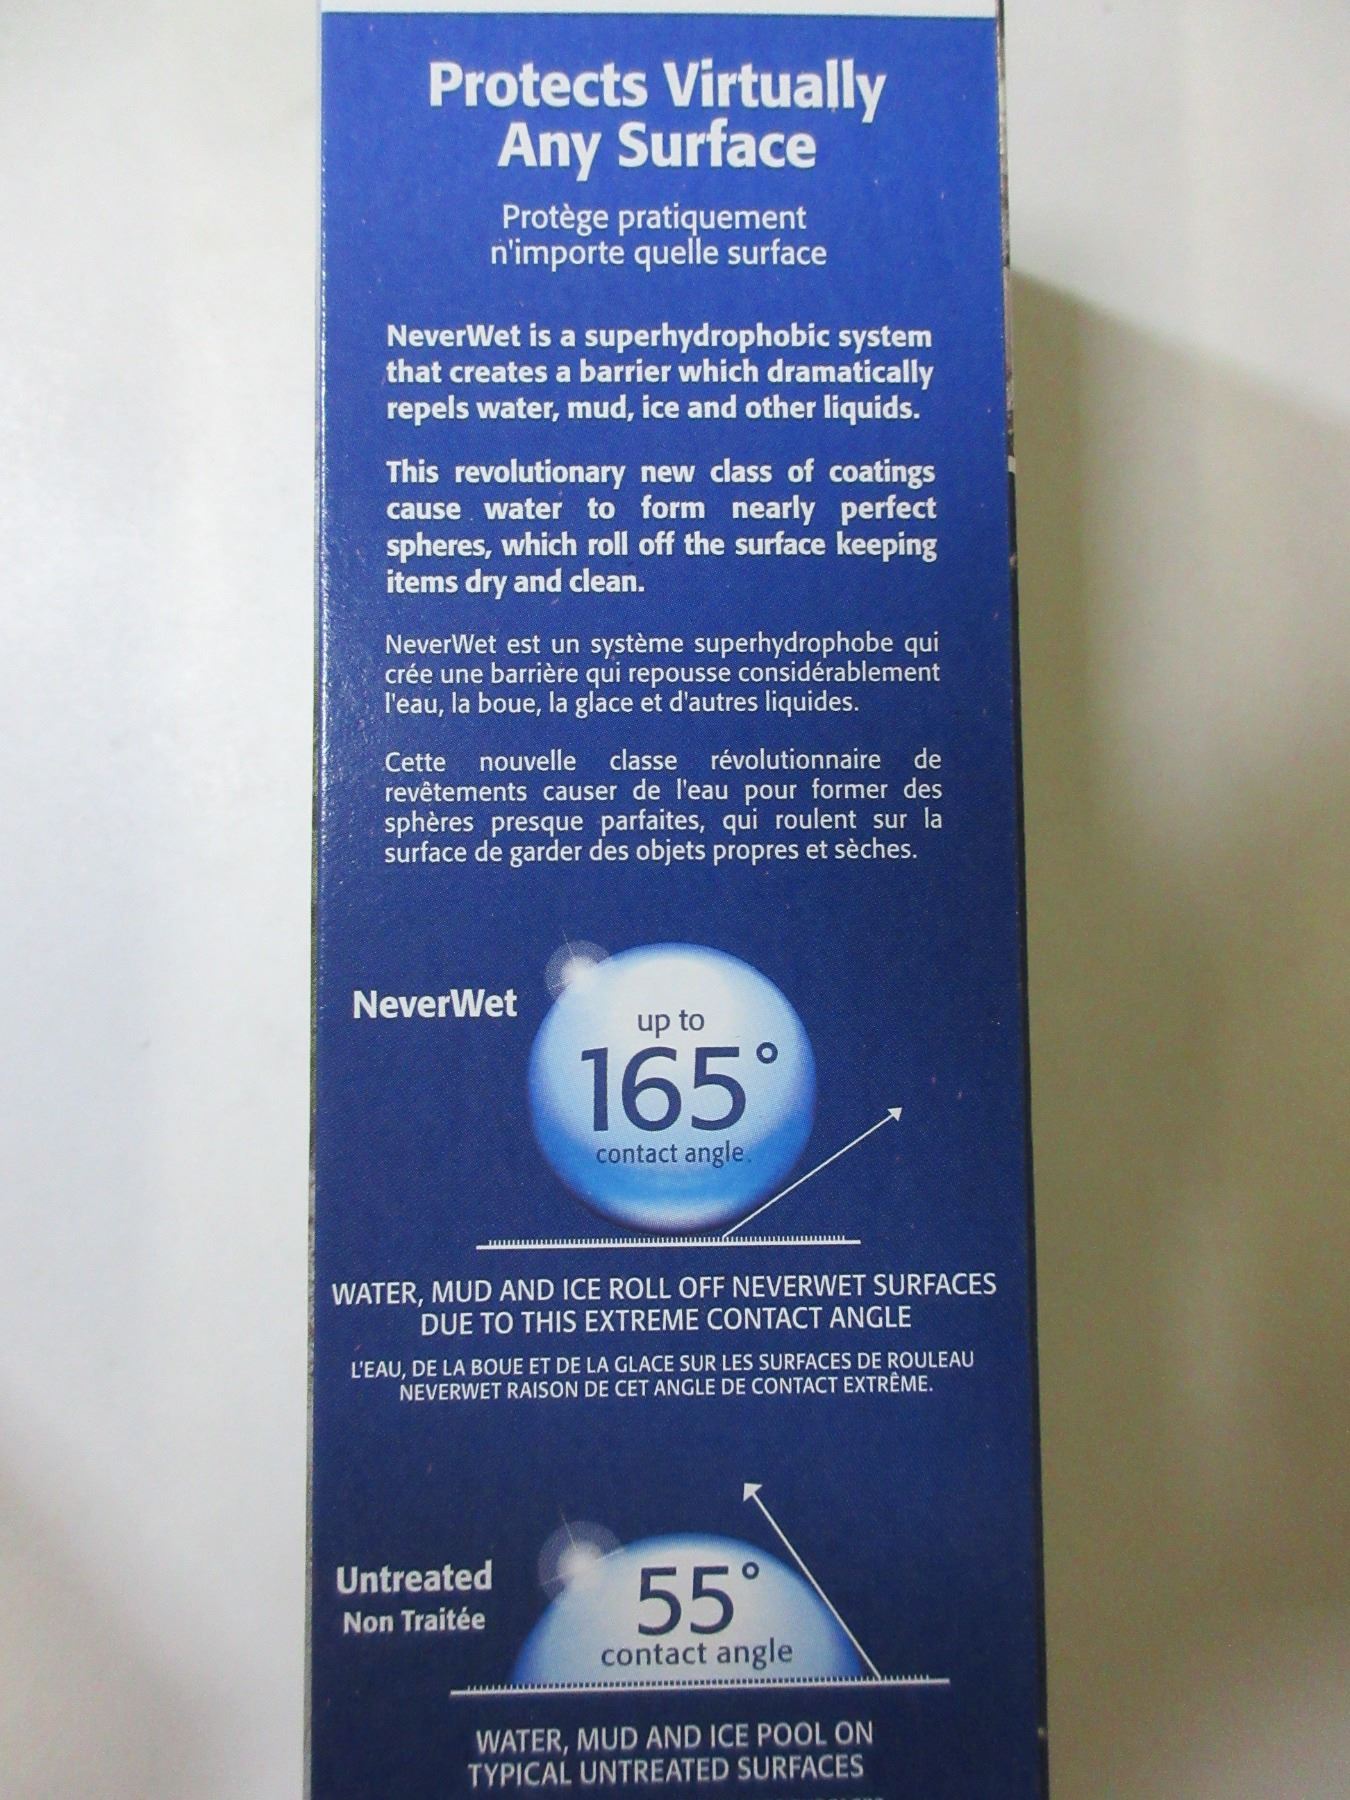 Protects Virtually
Any Surface
Protège pratiquement
n'importe quelle surface
NeverWet is a superhydrophobic system
that creates a barrier which dramatically
repels water, mud, ice and other liquids.
This revolutionary new class of coatings
cause water to form nearly perfect
spheres, which roll off the surface keeping
items dry and clean.
NeverWet est un système superhydrophobe qui
crée une barrière qui repousse considérablement
l'eau, la boue, la glace et d'autres liquides.
Cette nouvelle classe révolutionnaire de
revêtements causer de l'eau pour former des
sphères presque parfaites, qui roulent sur la
surface de garder des objets propres et sèches.
NeverWet
up to
165°
contact angle.
WATER, MUD AND ICE ROLL OFF NEVERWET SURFACES
DUE TO THIS EXTREME CONTACT ANGLE
L'EAU, DE LA BOUE ET DE LA GLACE SUR LES SURFACES DE ROULEAU
NEVERWET RAISON DE CET ANGLE DE CONTACT EXTRÊME.
Untreated
Non Traitée
55°
contact angle
WATER, MUD AND ICE POOL ON
TYPICAL UNTREATED SURFACES